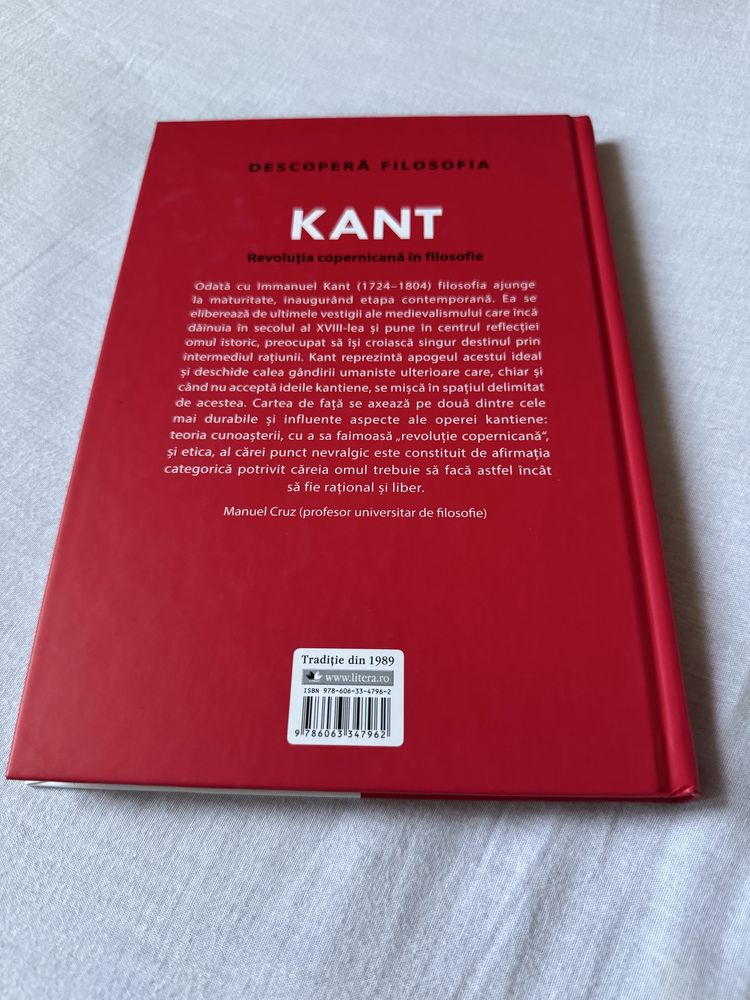 DESCOPERĂ FILOSOFIA
KANT
Revoluția copernicană în filosofie
Odată cu Immanuel Kant (1724–1804) filosofia ajunge
la maturitate, inaugurând etapa contemporană. Ea se
eliberează de ultimele vestigii ale medievalismului care încă
dăinuia în secolul al XVIII-lea și pune în centrul reflecției
omul istoric, preocupat să își croiască singur destinul prin
intermediul rațiunii. Kant reprezintă apogeul acestui ideal
și deschide calea gândirii umaniste ulterioare care, chiar și
când nu acceptă ideile kantiene, se mișcă în spațiul delimitat
de acestea. Cartea de față se axează pe două dintre cele
mai durabile și influente aspecte ale operei kantiene:
teoria cunoașterii, cu a sa faimoasă „revoluție copernicană“,
și etica, al cărei punct nevralgic este constituit de afirmația
categorică potrivit căreia omul trebuie să facă astfel încât
să fie rațional și liber.
Manuel Cruz (profesor universitar de filosofie)
Tradiție din 1989
www.litera.ro
ISBN 978-606-33-4796-2
9 786063 347962